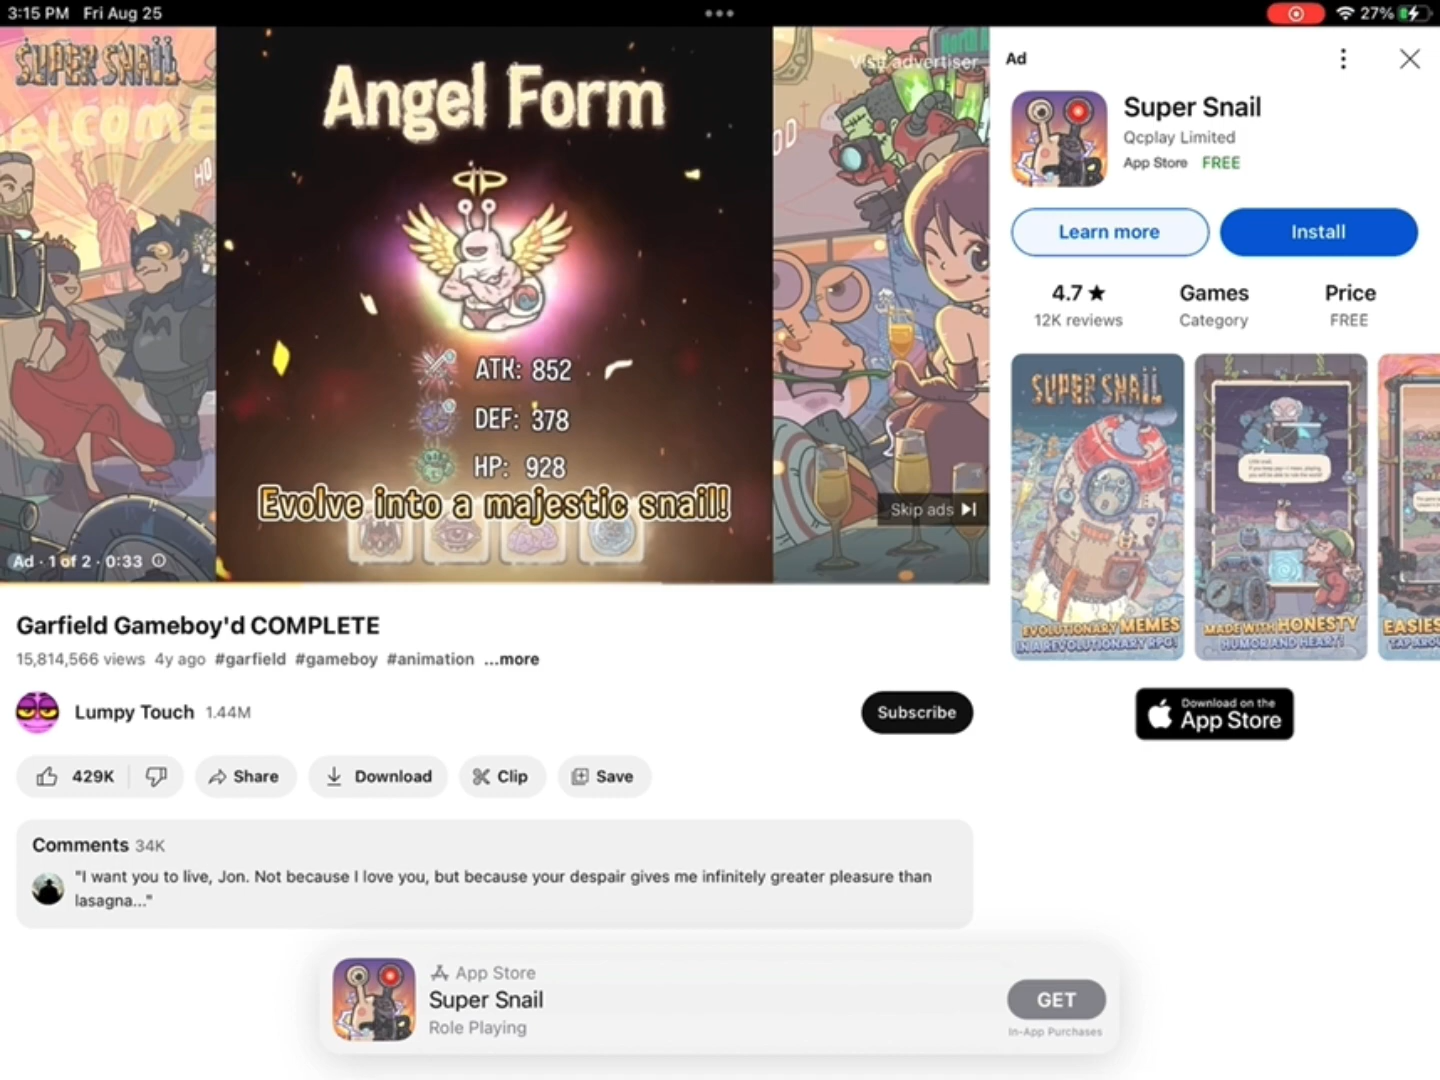 3:15 PM Fri Aug 25
27%
SUPER SNAIL
WELCOME
HO
Angel Form
Visit advertiser
ATK: 852
DEF: 378
HP: 928
Evolve into a majestic snail!
Skip ads
Ad · 1 of 2 · 0:33
Ad
Super Snail
Qcplay Limited
App Store FREE
Learn more
Install
4.7 ★
12K reviews
Games
Category
Price
FREE
SUPER SNAIL
EVOLUTIONARY MEMES
IN A REVOLUTIONARY RPG!
MADE WITH HONESTY
HUMOR AND HEART!
EASIES
Download on the
App Store
Garfield Gameboy'd COMPLETE
15,814,566 views 4y ago #garfield #gameboy #animation ...more
Lumpy Touch 1.44M
Subscribe
429K
Share
Download
Clip
Save
Comments 34K
"I want you to live, Jon. Not because I love you, but because your despair gives me infinitely greater pleasure than
lasagna..."
App Store
Super Snail
Role Playing
GET
In-App Purchases